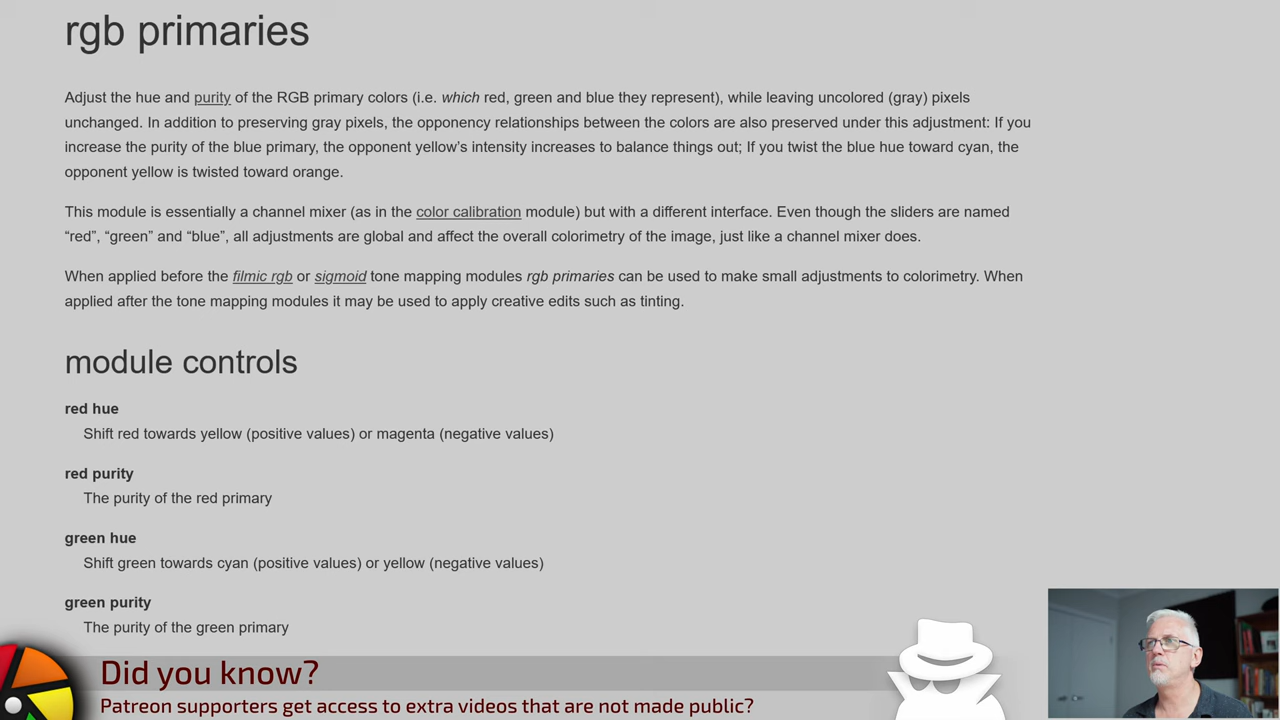 rgb primaries
Adjust the hue and purity of the RGB primary colors (i.e. which red, green and blue they represent), while leaving uncolored (gray) pixels
unchanged. In addition to preserving gray pixels, the opponency relationships between the colors are also preserved under this adjustment: If you
increase the purity of the blue primary, the opponent yellow’s intensity increases to balance things out; If you twist the blue hue toward cyan, the
opponent yellow is twisted toward orange.
This module is essentially a channel mixer (as in the color calibration module) but with a different interface. Even though the sliders are named
“red”, “green” and “blue”, all adjustments are global and affect the overall colorimetry of the image, just like a channel mixer does.
When applied before the filmic rgb or sigmoid tone mapping modules rgb primaries can be used to make small adjustments to colorimetry. When
applied after the tone mapping modules it may be used to apply creative edits such as tinting.
module controls
red hue
Shift red towards yellow (positive values) or magenta (negative values)
red purity
The purity of the red primary
green hue
Shift green towards cyan (positive values) or yellow (negative values)
green purity
The purity of the green primary
Did you know?
Patreon supporters get access to extra videos that are not made public?